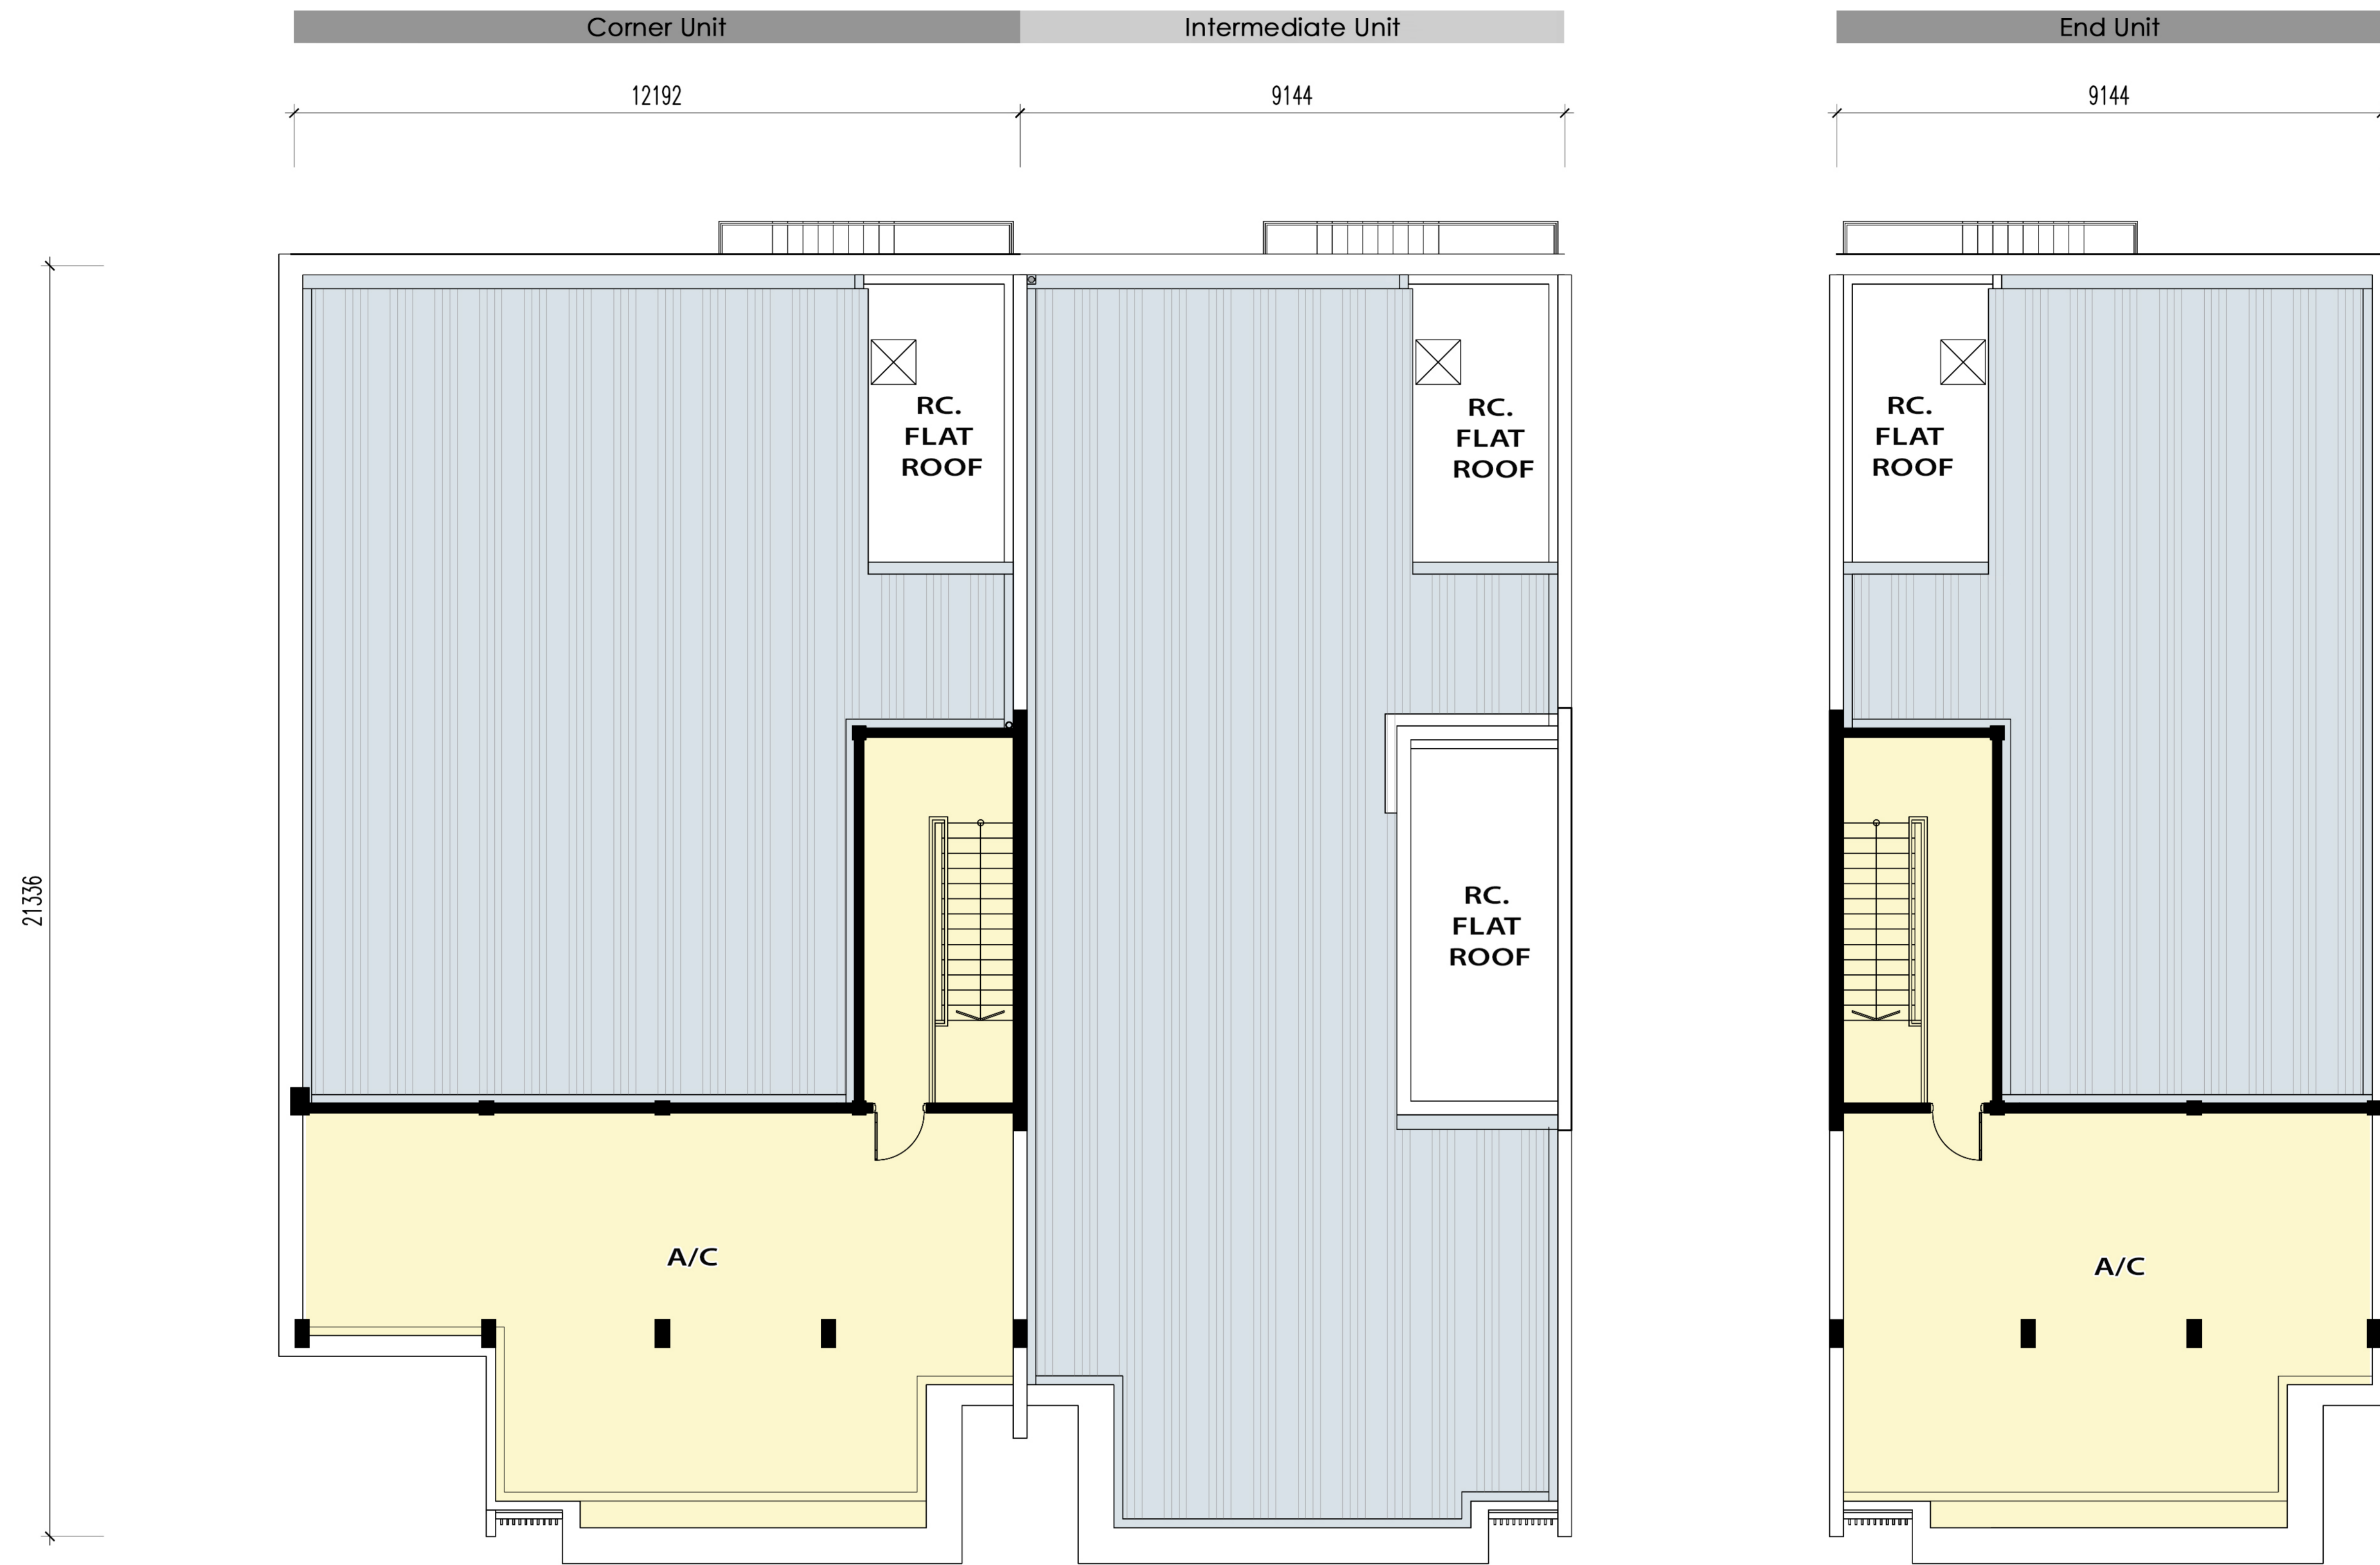 Corner Unit
Intermediate Unit
End Unit
12192
9144
9144
21336
RC.
FLAT
ROOF
RC.
FLAT
ROOF
RC.
FLAT
ROOF
RC.
FLAT
ROOF
A/C
A/C